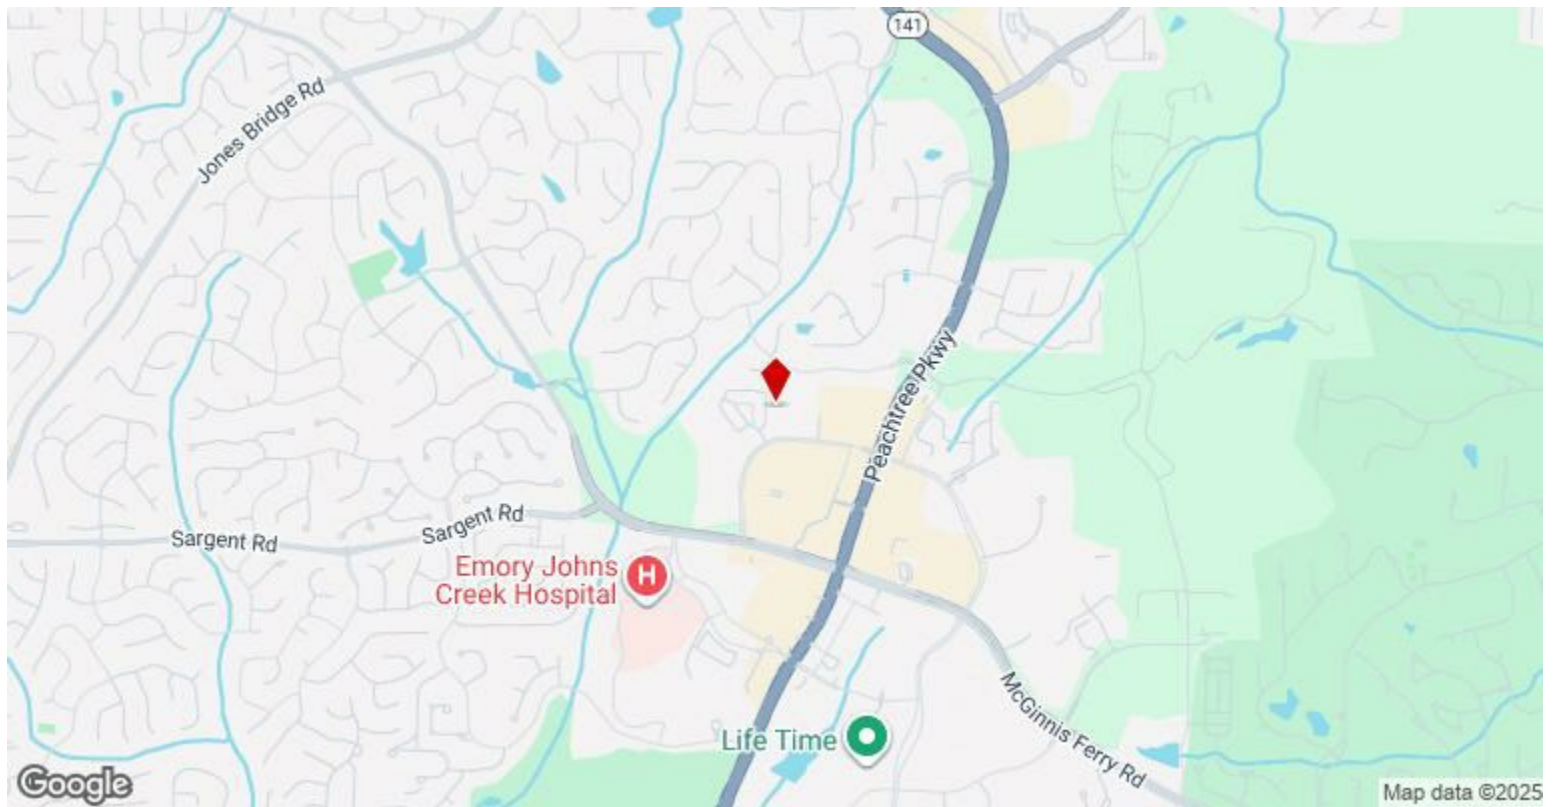 141
Jones Bridge Rd
Peachtree Pkwy
Sargent Rd
Sargent Rd
Emory Johns
Creek Hospital
H
McGinnis Ferry Rd
Life Time
Google
Map data ©2025